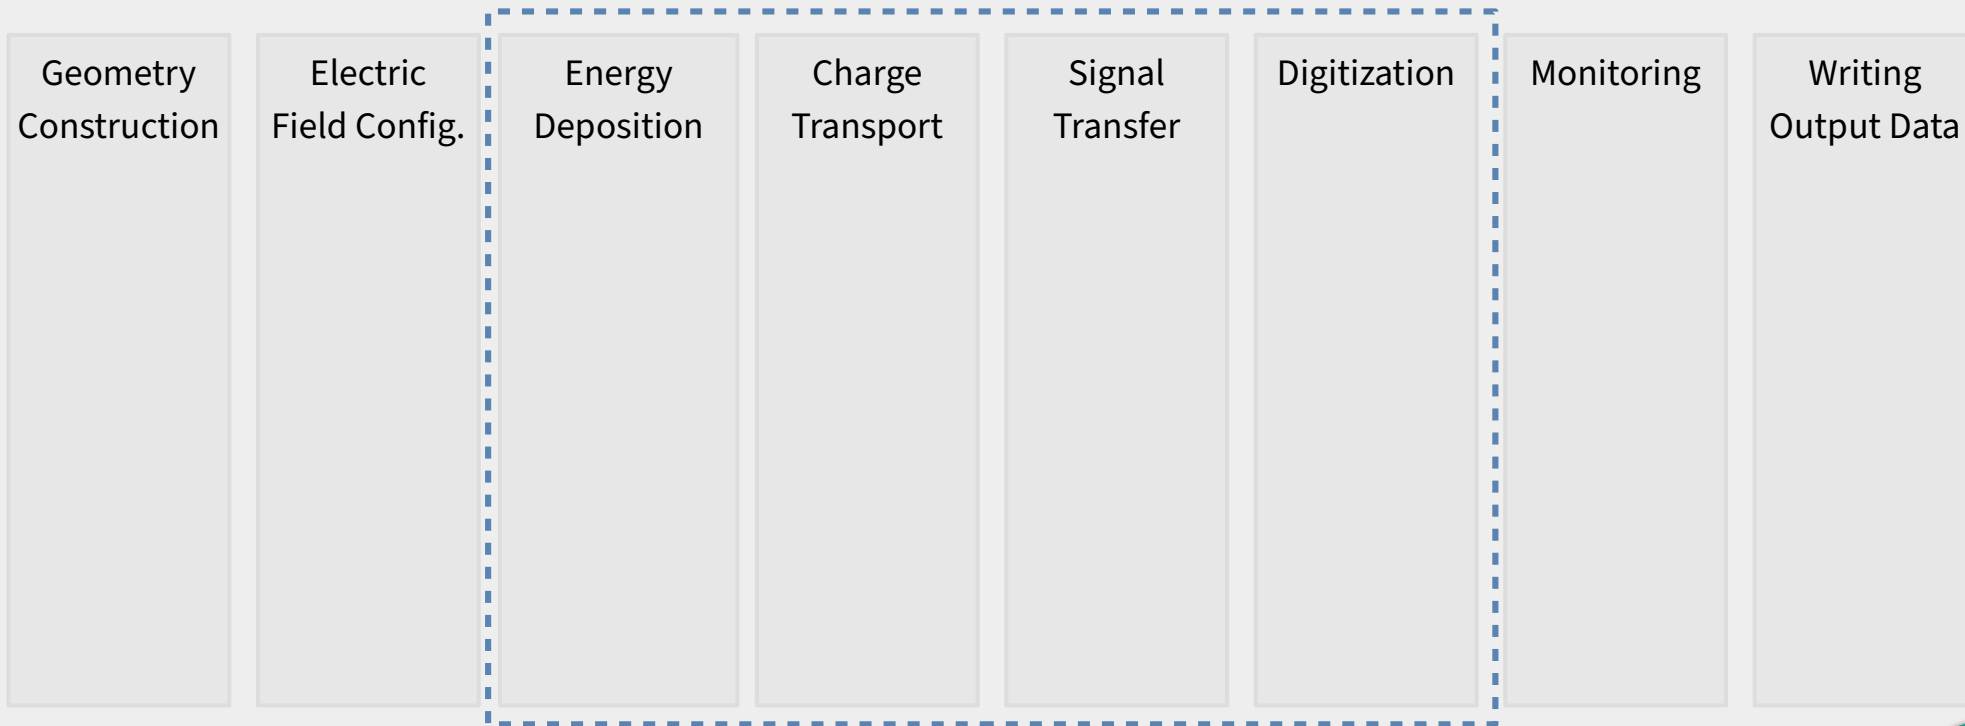 Geometry
Construction
Electric
Field Config.
Energy
Deposition
Charge
Transport
Signal
Transfer
Digitization
Monitoring
Writing
Output Data